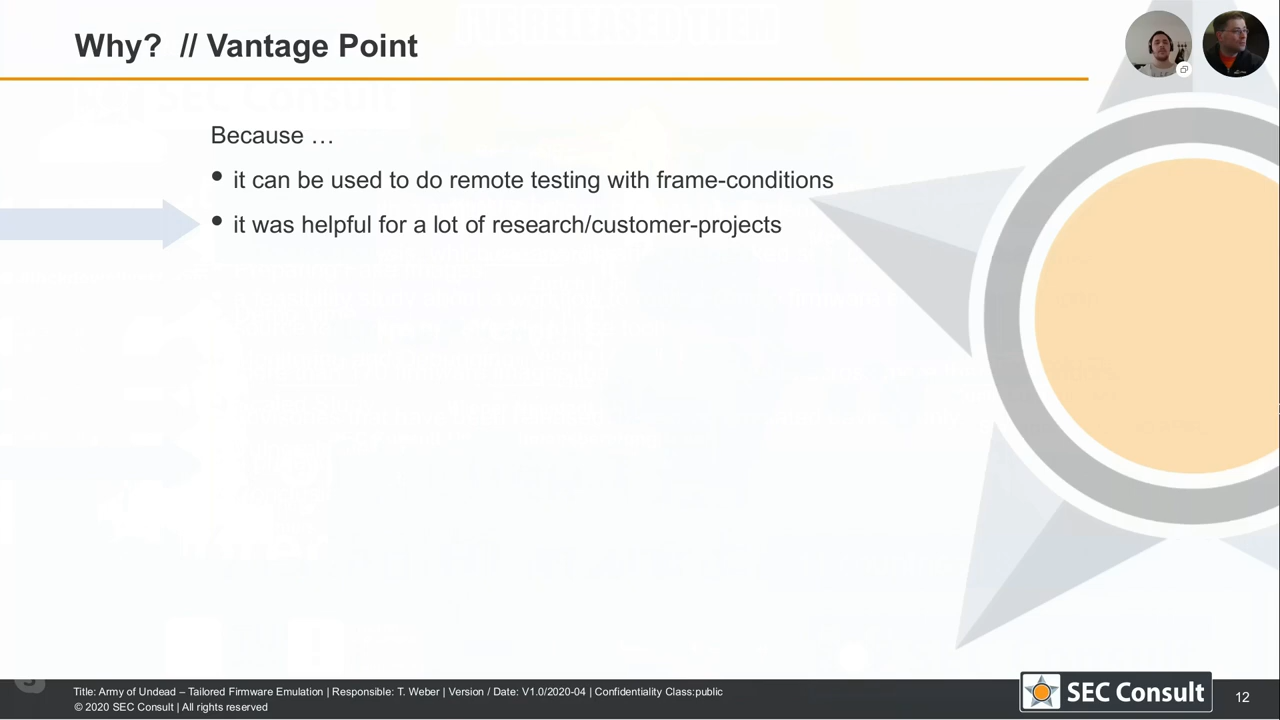 Why? // Vantage Point
Because …
• it can be used to do remote testing with frame-conditions
• it was helpful for a lot of research/customer-projects
Title: Army of Undead – Tailored Firmware Emulation | Responsible: T. Weber | Version / Date: V1.0/2020-04 | Confidentiality Class:public
© 2020 SEC Consult | All rights reserved
SEC Consult
12